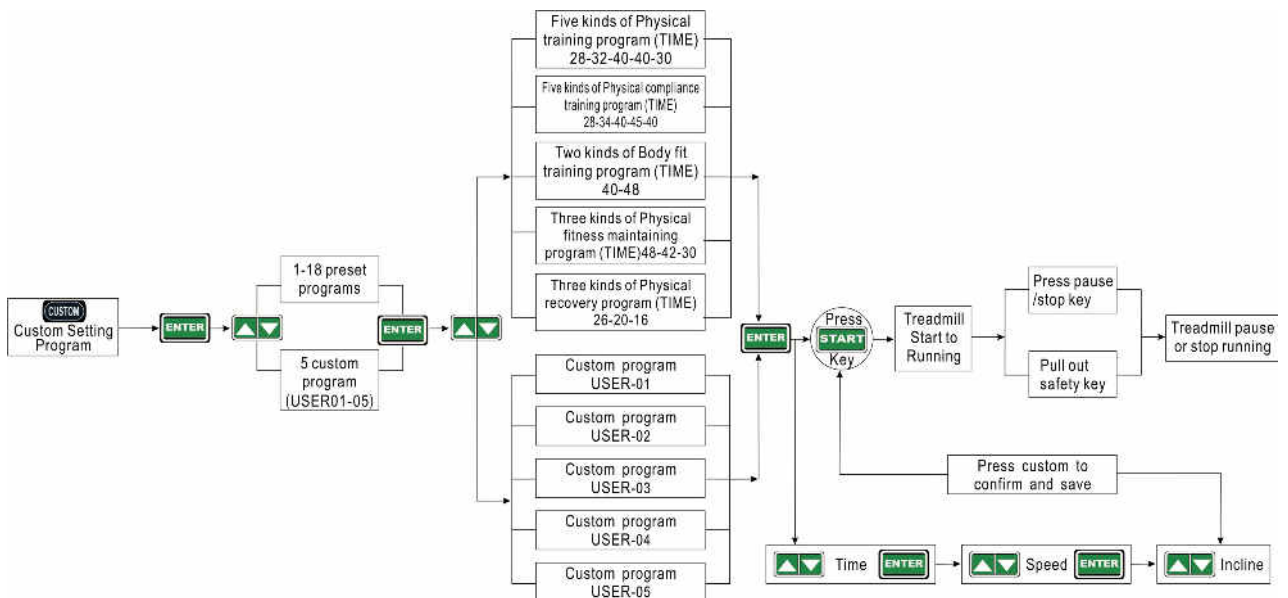 CUSTOM
Custom Setting
Program
ENTER
1-18 preset
programs
5 custom
program
(USER01-05)
ENTER
Five kinds of Physical
training program (TIME)
28-32-40-40-30
Five kinds of Physical compliance
training program (TIME)
28-34-40-45-40
Two kinds of Body fit
training program (TIME)
40-48
Three kinds of Physical
fitness maintaining
program (TIME)48-42-30
Three kinds of Physical
recovery program (TIME)
26-20-16
Custom program
USER-01
Custom program
USER-02
Custom program
USER-03
Custom program
USER-04
Custom program
USER-05
ENTER
Press
START
Key
Treadmill
Start to
Running
Press pause
/stop key
Pull out
safety key
Treadmill pause
or stop running
Press custom to
confirm and save
Time ENTER
Speed ENTER
Incline